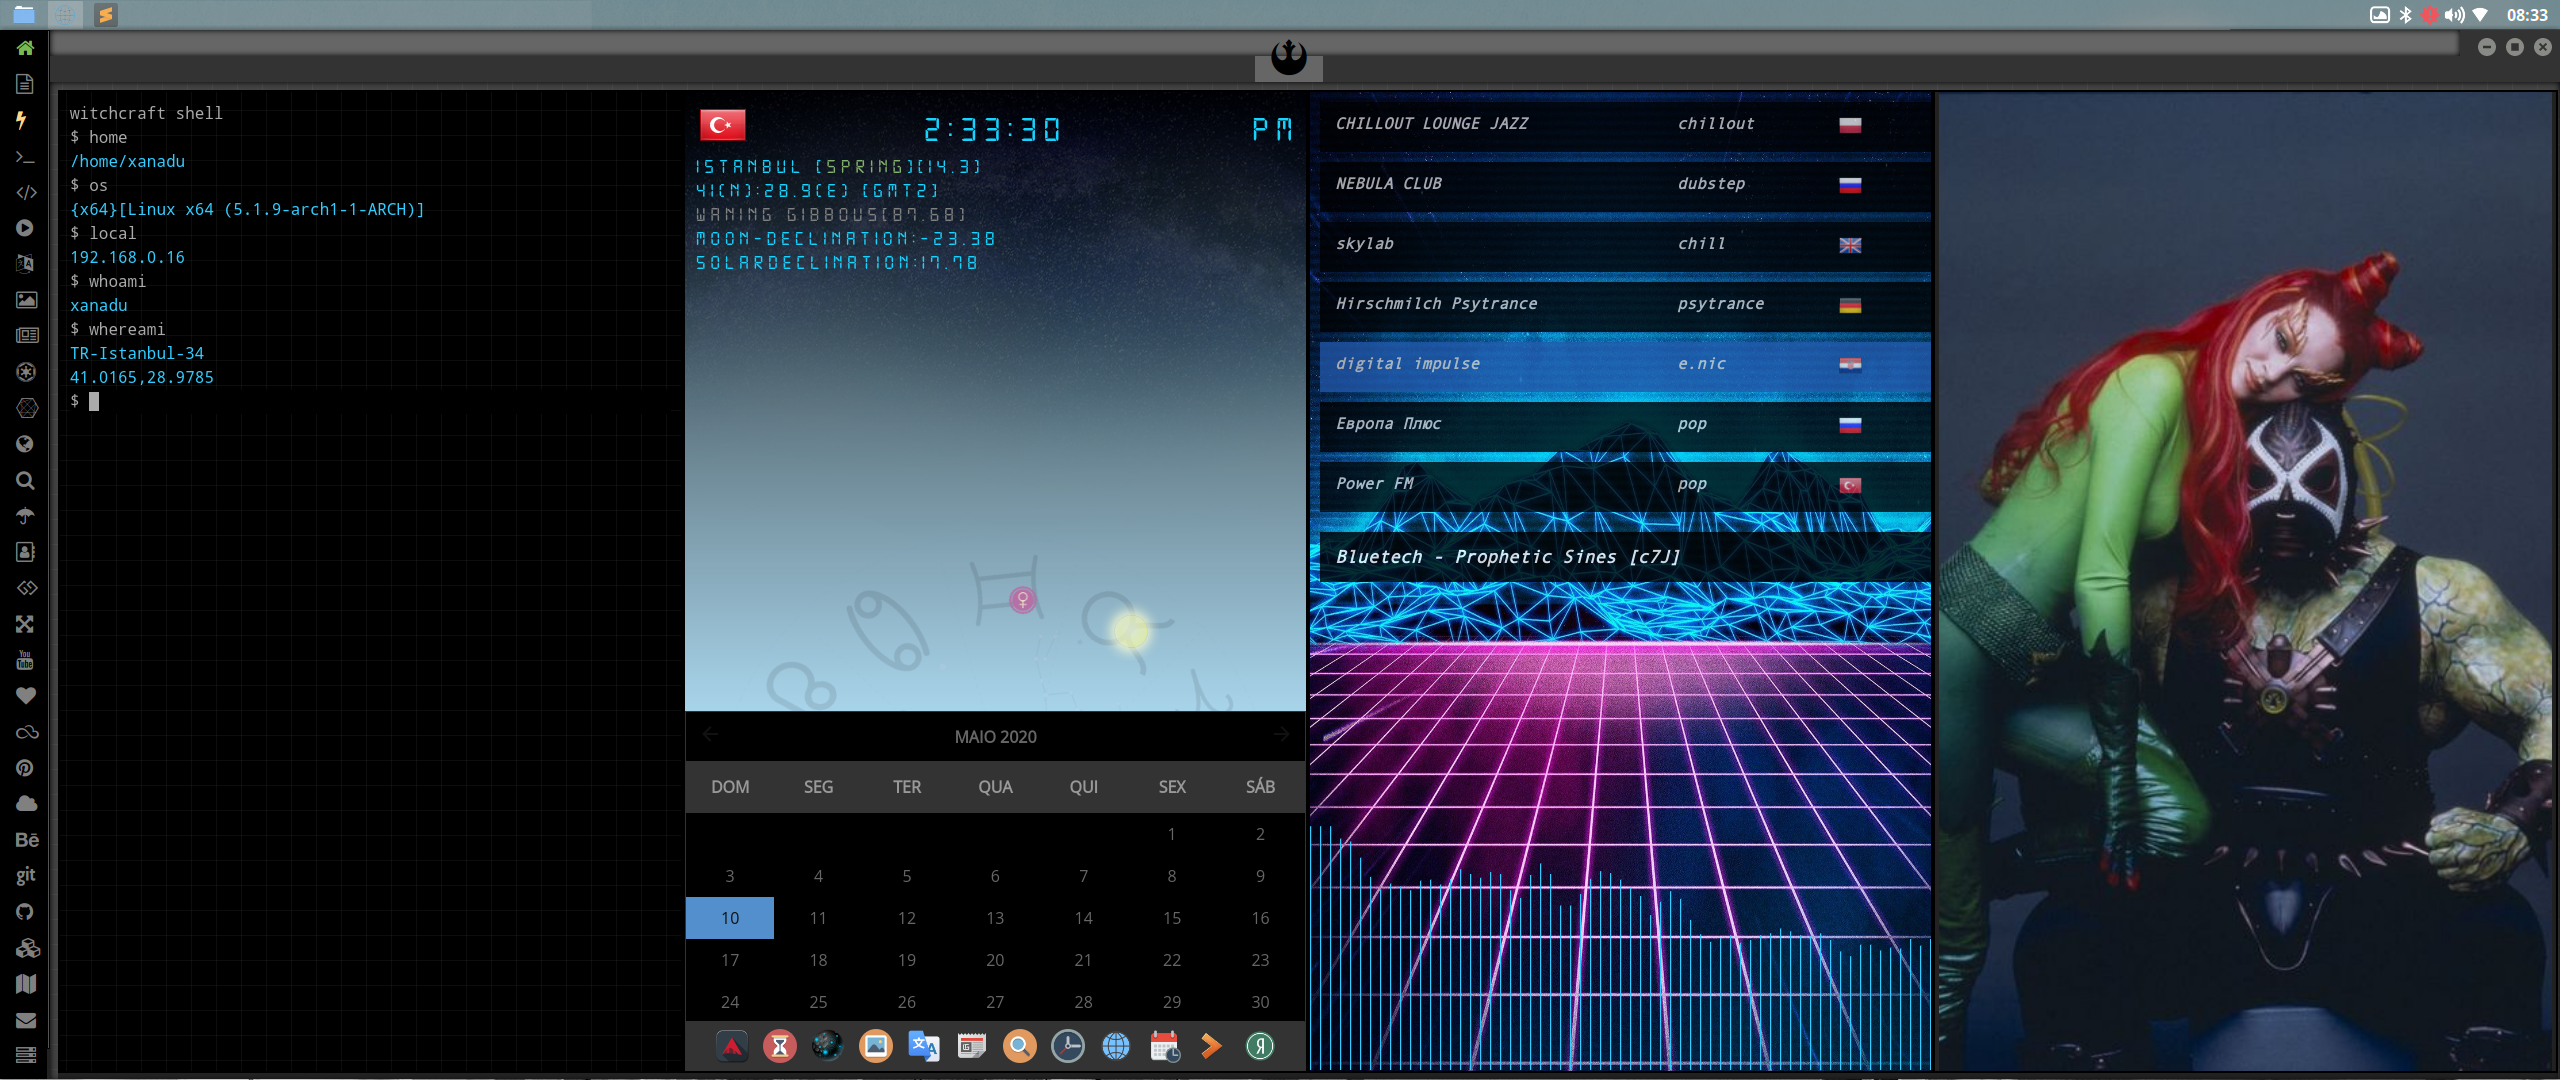 08:33
witchcraft shell
$ home
/home/xanadu
$ os
{x64}[Linux x64 (5.1.9-arch1-1-ARCH)]
$ local
192.168.0.16
$ whoami
xanadu
$ whereami
TR-Istanbul-34
41.0165,28.9785
$
2:33:30 PM
ISTANBUL [SPRING][14.3]
41(N):28.9(E) [GMT2]
WANING GIBBOUS[87.68]
MOON-DECLINATION:-23.38
SOLARDECLINATION:17.78
MAIO 2020
DOM SEG TER QUA QUI SEX SÁB
1 2
3 4 5 6 7 8 9
10 11 12 13 14 15 16
17 18 19 20 21 22 23
24 25 26 27 28 29 30
CHILLOUT LOUNGE JAZZ chillout
NEBULA CLUB dubstep
skylab chill
Hirschmilch Psytrance psytrance
digital impulse e.nic
Европа Плюс pop
Power FM pop
Bluetech - Prophetic Sines [c7J]
You Tube
Bē
git
文 A
Я